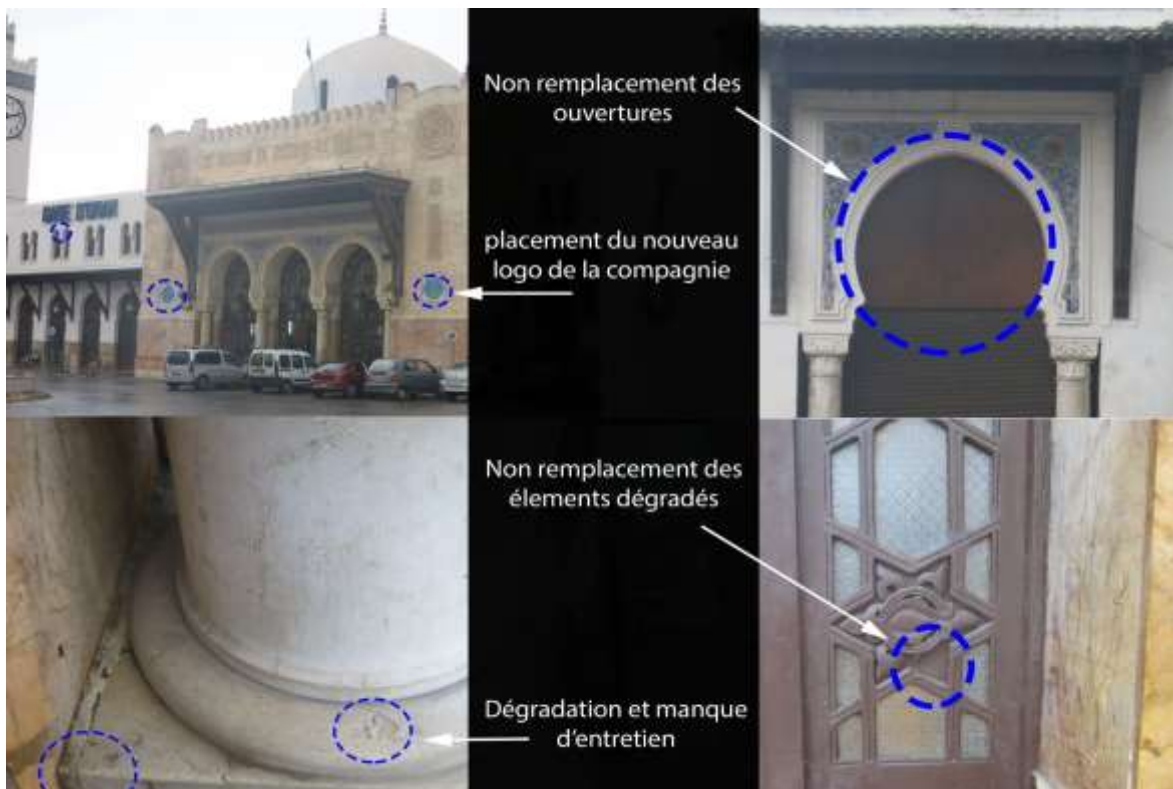 Non remplacement des
ouvertures
placement du nouveau
logo de la compagnie
Non remplacement des
élements dégradés
Dégradation et manque
d'entretien